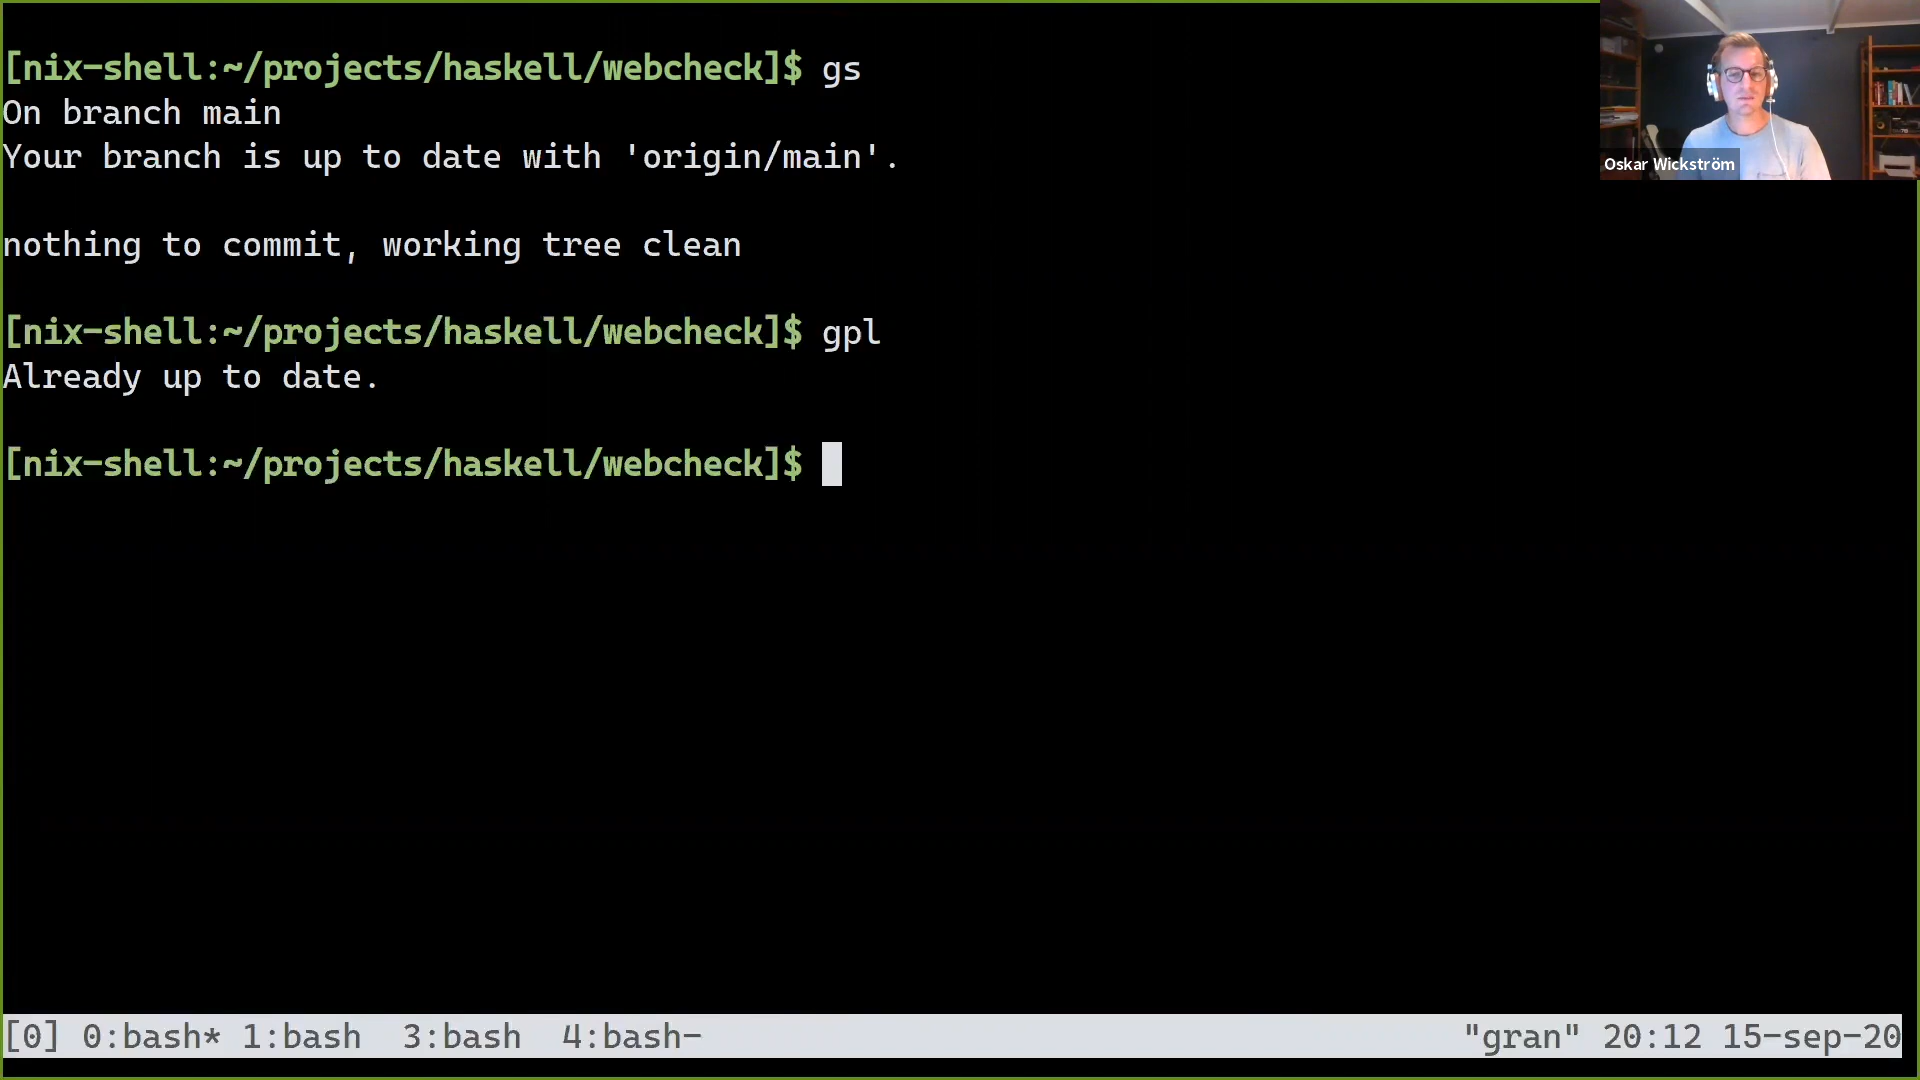 [nix-shell:~/projects/haskell/webcheck]$ gs
On branch main
Your branch is up to date with 'origin/main'.
nothing to commit, working tree clean
[nix-shell:~/projects/haskell/webcheck]$ gpl
Already up to date.
[nix-shell:~/projects/haskell/webcheck]$
Oskar Wickström
[0] 0:bash* 1:bash  3:bash  4:bash- "gran" 20:12 15-sep-20